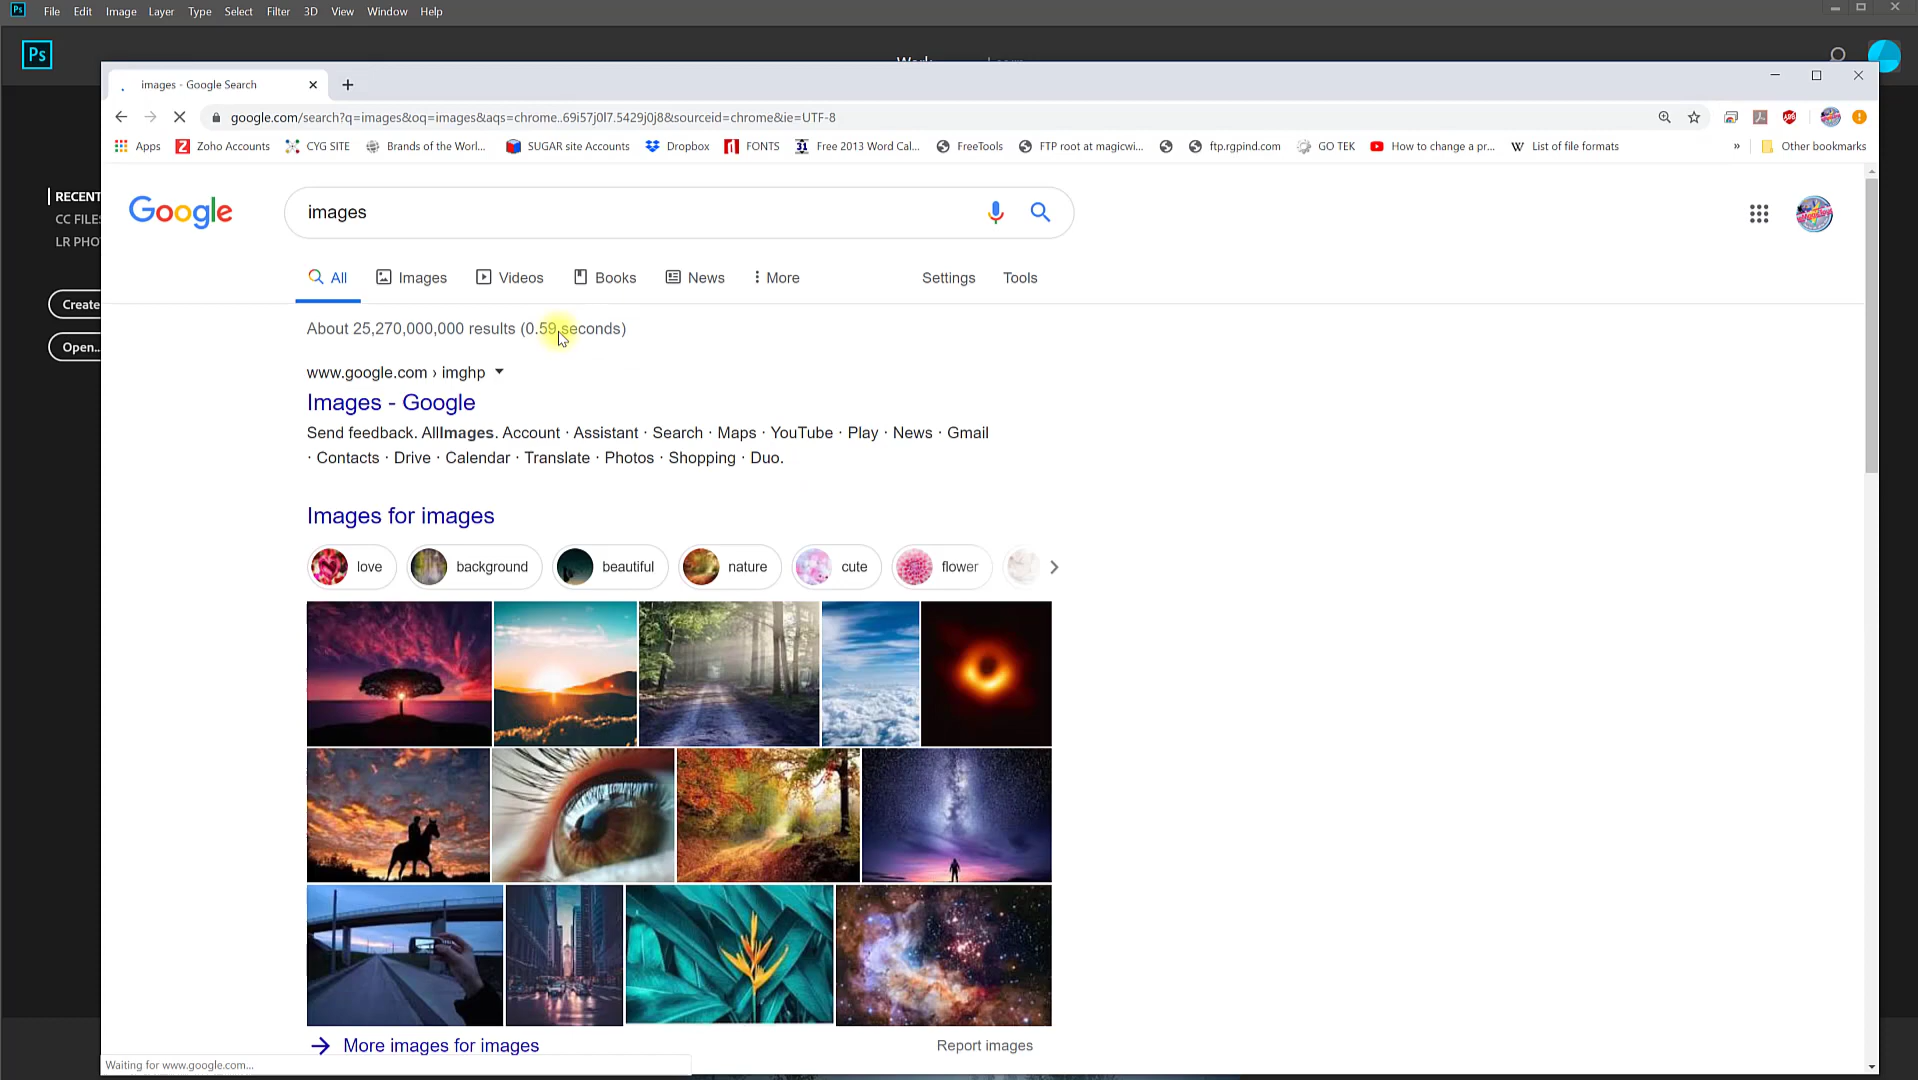 Ps File Edit Image Layer Type Select Filter 3D View Window Help
Ps
images - Google Search
google.com/search?q=images&oq=images&aqs=chrome..69i57j0l7.5429j0j8&sourceid=chrome&ie=UTF-8
Apps Zoho Accounts CYG SITE Brands of the Worl... SUGAR site Accounts Dropbox FONTS Free 2013 Word Cal... FreeTools FTP root at magicwi... ftp.rgpind.com GO TEK How to change a pr... List of file formats » Other bookmarks
RECENT
CC FILES
LR PHO
Create
Open...
Google images
All Images Videos Books News More Settings Tools
About 25,270,000,000 results (0.59 seconds)
www.google.com › imghp
Images - Google
Send feedback. AllImages. Account · Assistant · Search · Maps · YouTube · Play · News · Gmail
· Contacts · Drive · Calendar · Translate · Photos · Shopping · Duo.
Images for images
love background beautiful nature cute flower
More images for images Report images
Waiting for www.google.com...